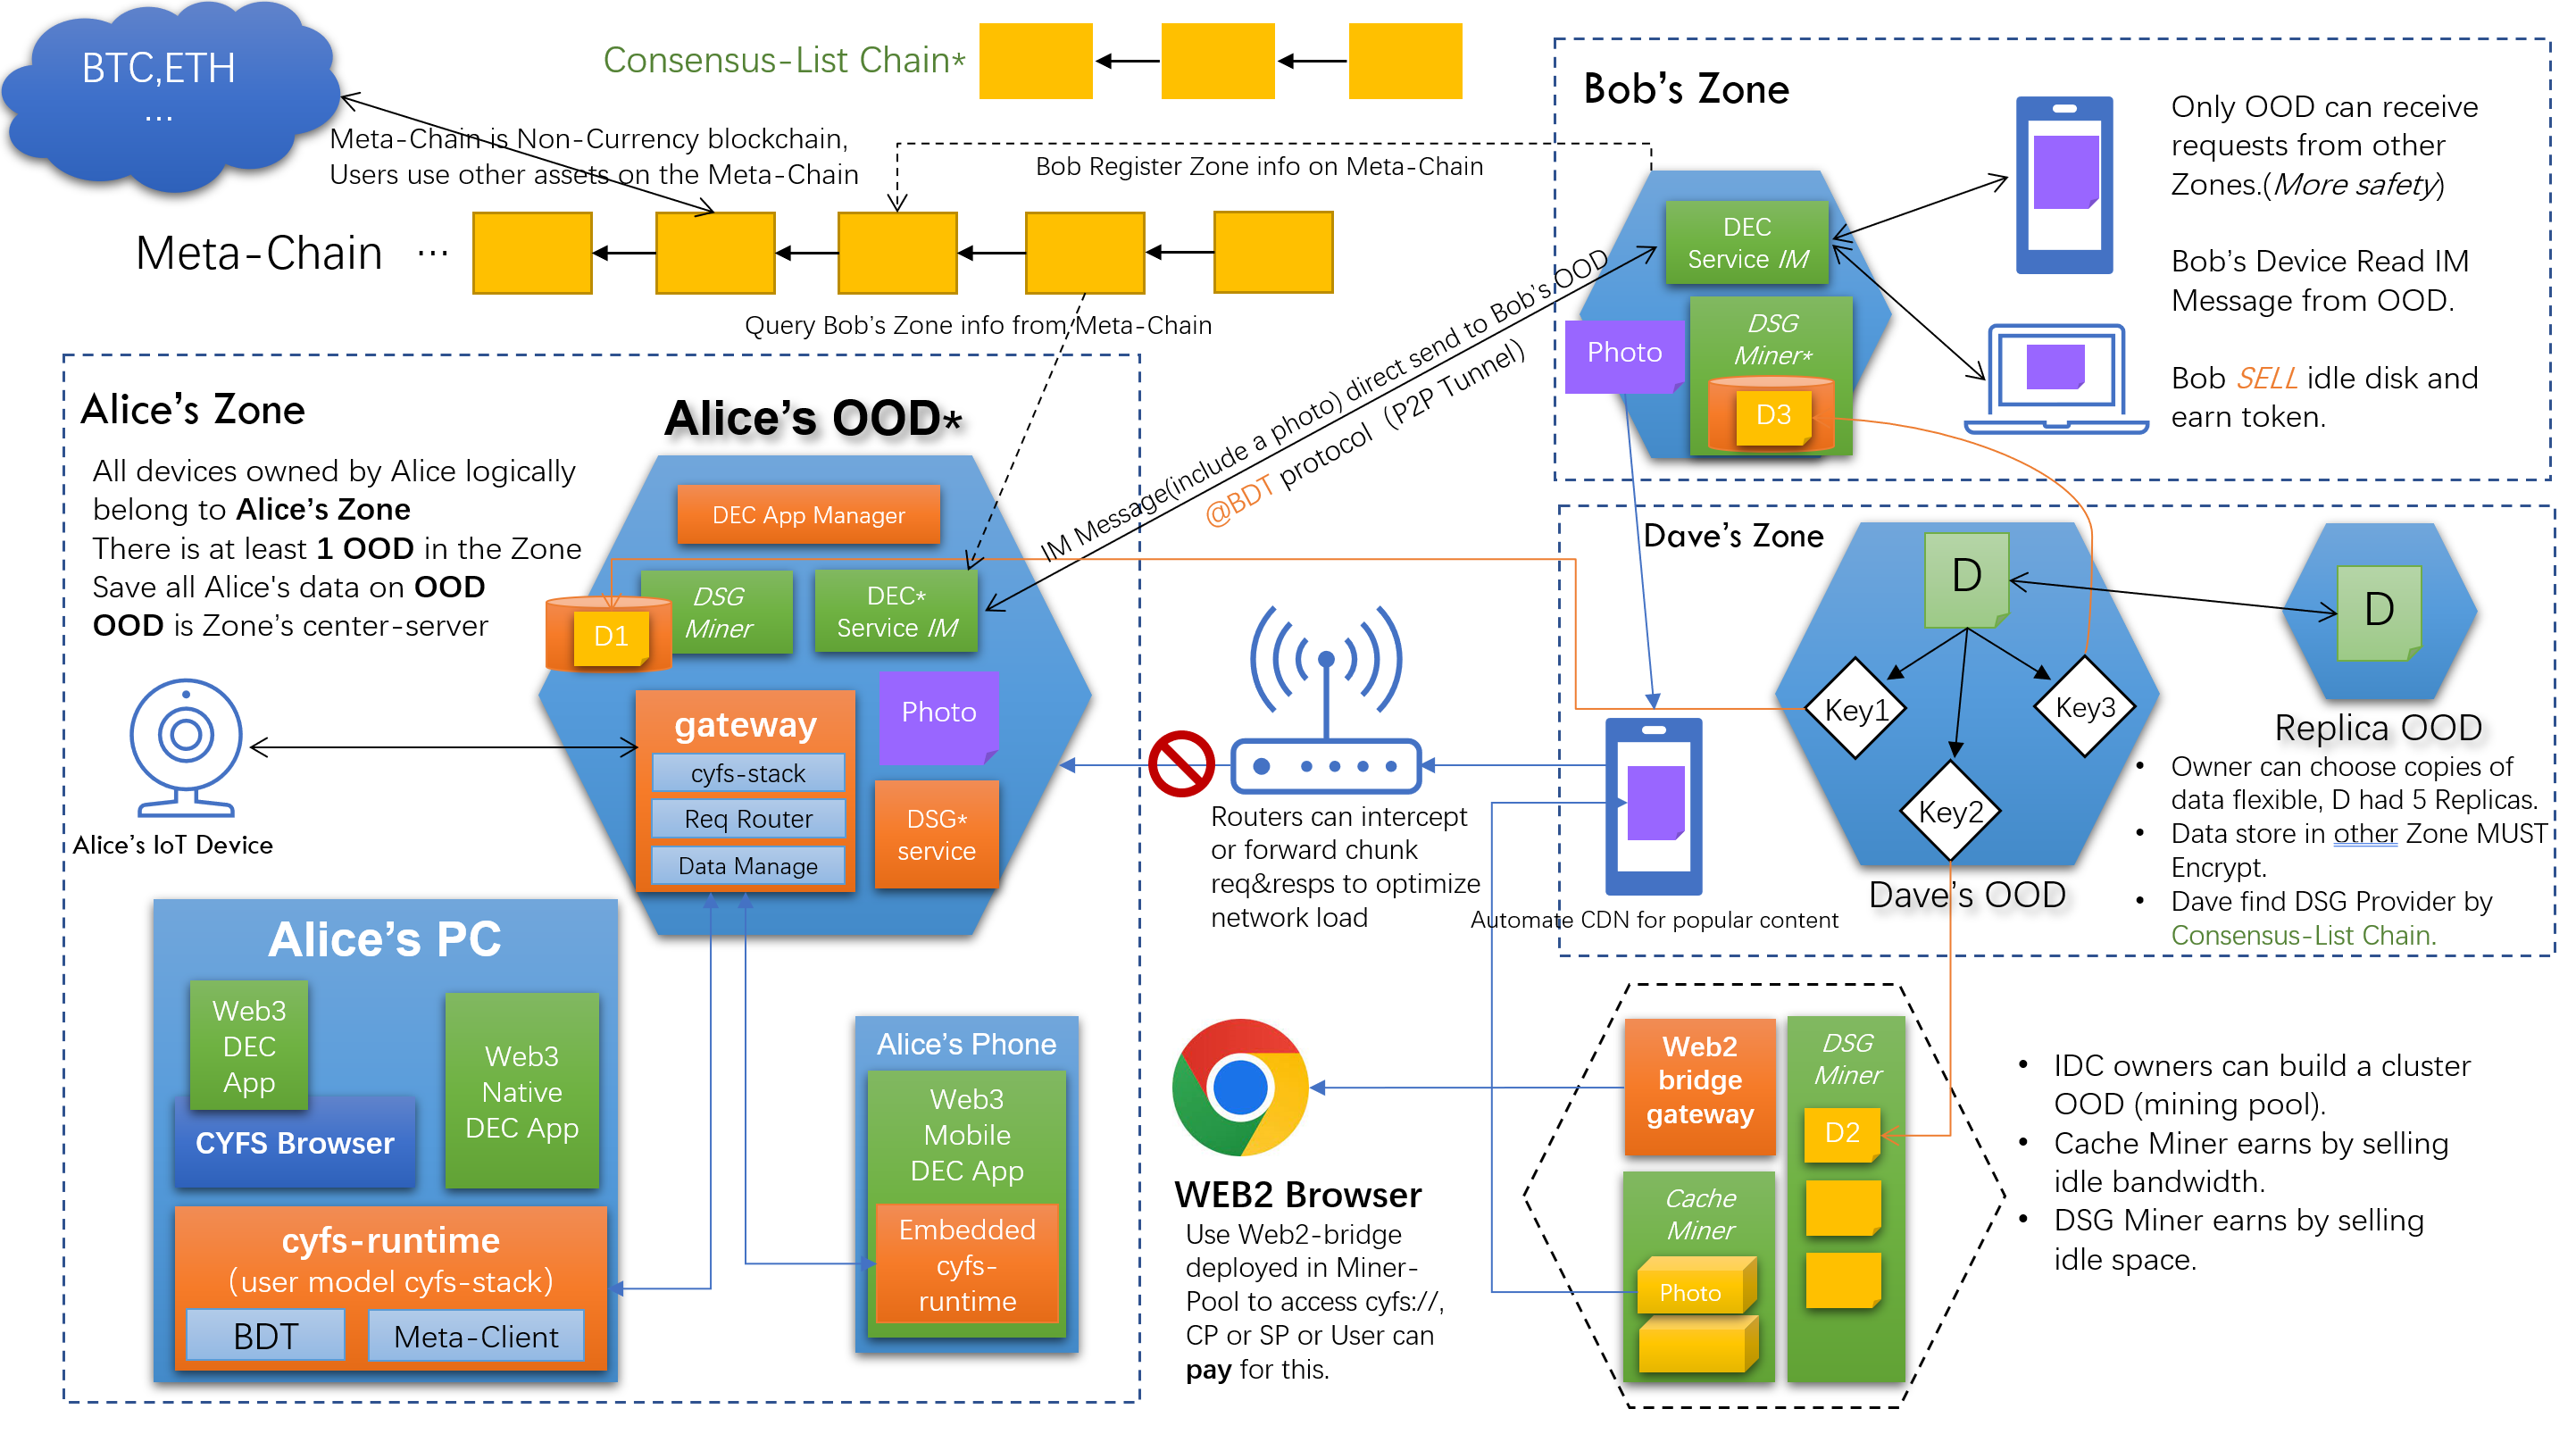 BTC,ETH
...
Consensus-List Chain*
Meta-Chain is Non-Currency blockchain,
Users use other assets on the Meta-Chain
Bob Register Zone info on Meta-Chain
Meta-Chain ...
Query Bob's Zone info from Meta-Chain
Bob's Zone
DEC
Service IM
DSG
Miner*
D3
Photo
Only OOD can receive
requests from other
Zones.(More safety)
Bob's Device Read IM
Message from OOD.
Bob SELL idle disk and
earn token.
IM Message(include a photo) direct send to Bob's OOD
@BDT protocol (P2P Tunnel)
Alice's Zone
All devices owned by Alice logically
belong to Alice's Zone
There is at least 1 OOD in the Zone
Save all Alice's data on OOD
OOD is Zone's center-server
Alice's IoT Device
Alice's OOD*
DEC App Manager
DSG
Miner
D1
DEC*
Service IM
gateway
cyfs-stack
Req Router
Data Manage
Photo
DSG*
service
Alice's PC
Web3
DEC
App
CYFS Browser
Web3
Native
DEC App
cyfs-runtime
(user model cyfs-stack)
BDT
Meta-Client
Alice's Phone
Web3
Mobile
DEC App
Embedded
cyfs-
runtime
Routers can intercept
or forward chunk
req&resps to optimize
network load
Automate CDN for popular content
Dave's Zone
D
Key1
Key2
Key3
Dave's OOD
D
Replica OOD
• Owner can choose copies of
data flexible, D had 5 Replicas.
• Data store in other Zone MUST
Encrypt.
• Dave find DSG Provider by
Consensus-List Chain.
WEB2 Browser
Use Web2-bridge
deployed in Miner-
Pool to access cyfs://,
CP or SP or User can
pay for this.
Web2
bridge
gateway
Cache
Miner
Photo
DSG
Miner
D2
• IDC owners can build a cluster
OOD (mining pool).
• Cache Miner earns by selling
idle bandwidth.
• DSG Miner earns by selling
idle space.